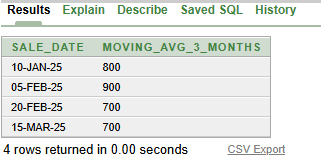 Results Explain Describe Saved SQL History
SALE_DATE MOVING_AVG_3_MONTHS
10-JAN-25 800
05-FEB-25 900
20-FEB-25 700
15-MAR-25 700
4 rows returned in 0.00 seconds CSV Export